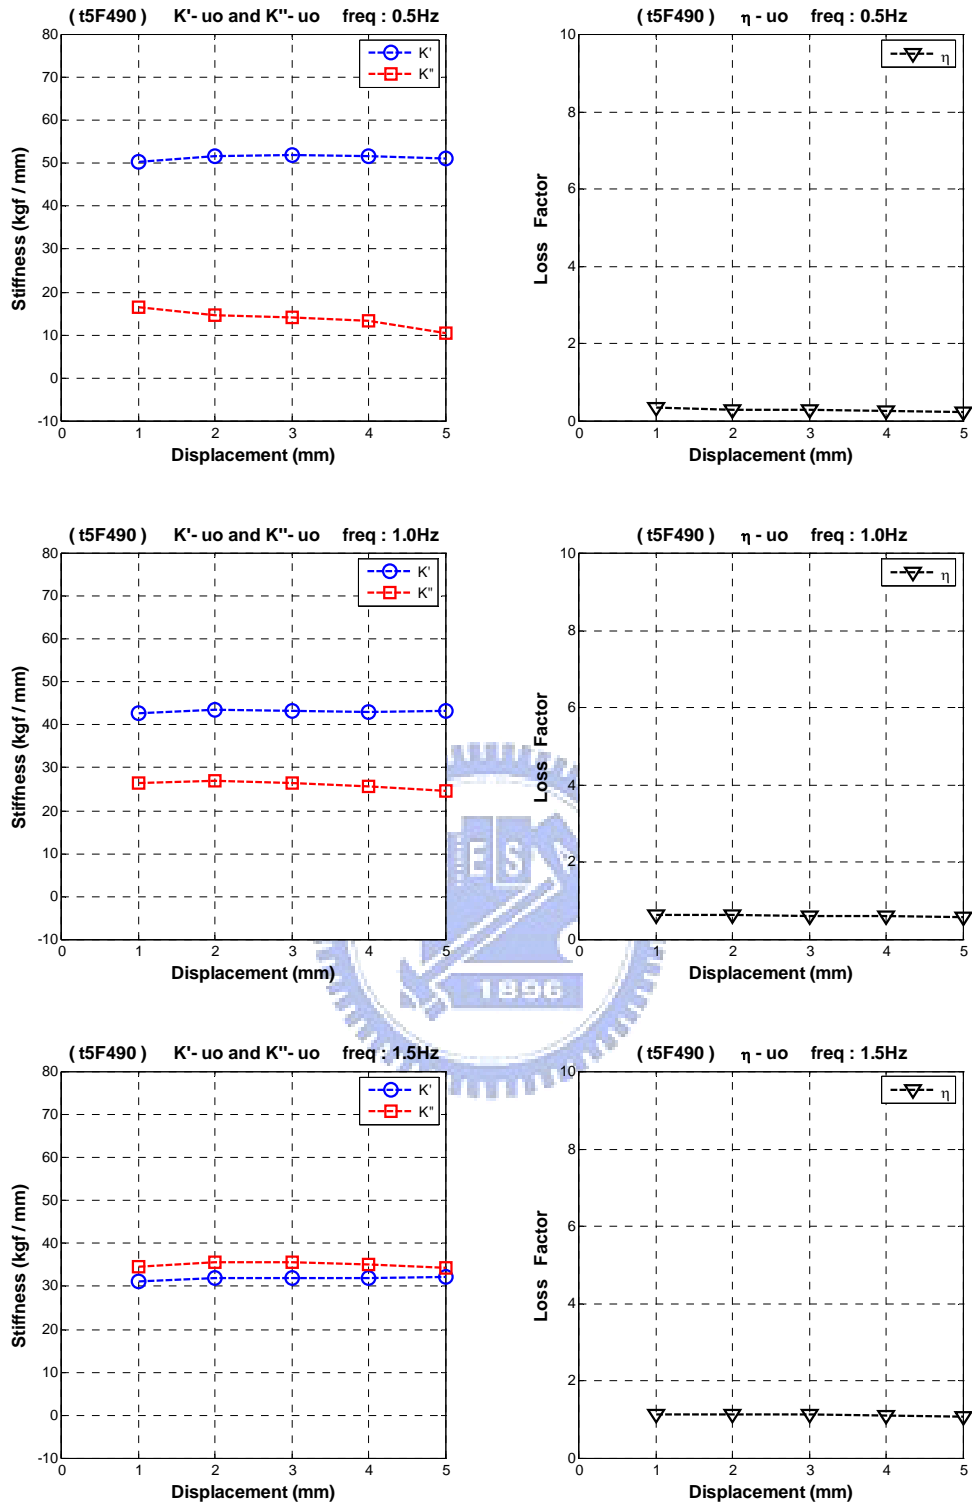 ( t5F490 ) K'- uo and K''- uo freq : 0.5Hz
80
70
60
50
40
30
20
10
0
-10
Stiffness (kgf / mm)
K'
K''
0 1 2 3 4 5
Displacement (mm)
( t5F490 ) η - uo freq : 0.5Hz
10
8
6
4
2
0
Loss Factor
η
0 1 2 3 4 5
Displacement (mm)
( t5F490 ) K'- uo and K''- uo freq : 1.0Hz
80
70
60
50
40
30
20
10
0
-10
Stiffness (kgf / mm)
K'
K''
0 1 2 3 4 5
Displacement (mm)
( t5F490 ) η - uo freq : 1.0Hz
10
8
6
4
2
0
Loss Factor
η
0 1 2 3 4 5
Displacement (mm)
ES
1896
( t5F490 ) K'- uo and K''- uo freq : 1.5Hz
80
70
60
50
40
30
20
10
0
-10
Stiffness (kgf / mm)
K'
K''
0 1 2 3 4 5
Displacement (mm)
( t5F490 ) η - uo freq : 1.5Hz
10
8
6
4
2
0
Loss Factor
η
0 1 2 3 4 5
Displacement (mm)